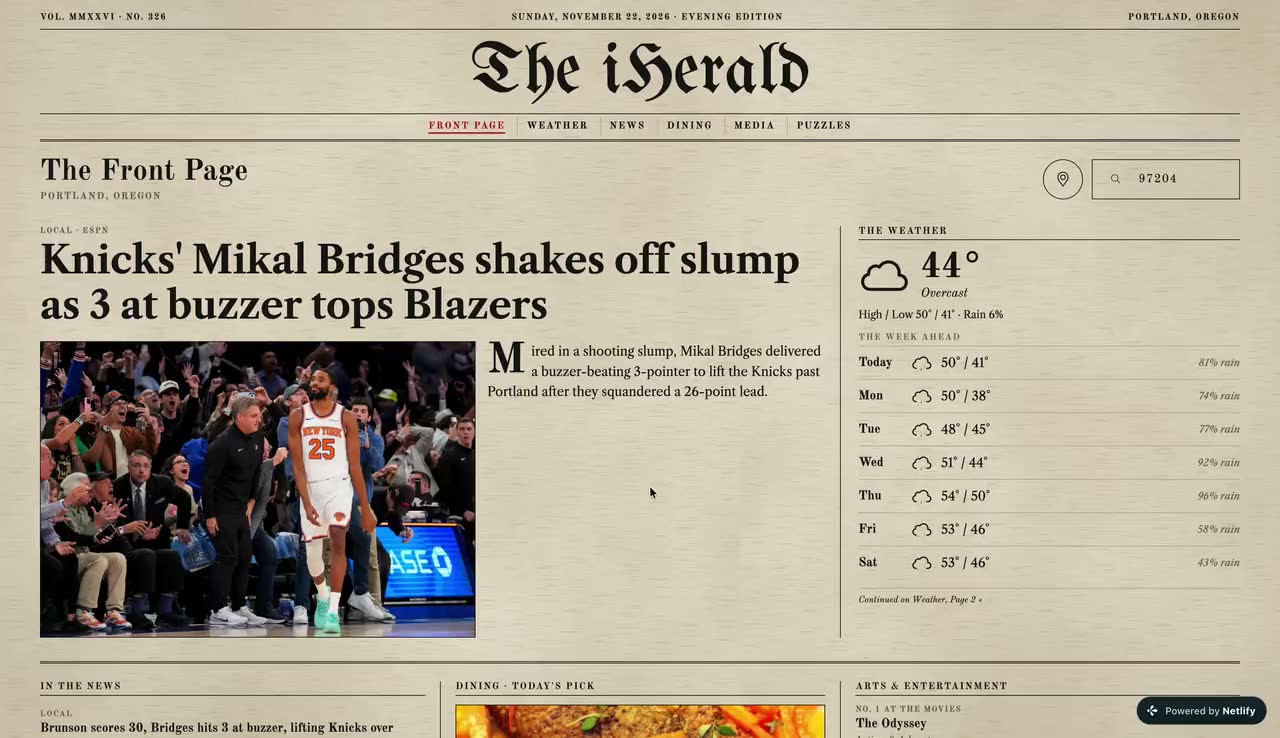 VOL. MMXXVI · NO. 326
SUNDAY, NOVEMBER 22, 2026 · EVENING EDITION
PORTLAND, OREGON
The iHerald
FRONT PAGE
WEATHER
NEWS
DINING
MEDIA
PUZZLES
The Front Page
PORTLAND, OREGON
97204
LOCAL · ESPN
Knicks' Mikal Bridges shakes off slump
as 3 at buzzer tops Blazers
Mired in a shooting slump, Mikal Bridges delivered
a buzzer-beating 3-pointer to lift the Knicks past
Portland after they squandered a 26-point lead.
NEW YORK
25
ASE
THE WEATHER
44°
Overcast
High / Low 50° / 41° · Rain 6%
THE WEEK AHEAD
Today 50° / 41° 81% rain
Mon 50° / 38° 74% rain
Tue 48° / 45° 77% rain
Wed 51° / 44° 92% rain
Thu 54° / 50° 96% rain
Fri 53° / 46° 58% rain
Sat 53° / 46° 43% rain
Continued on Weather, Page 2
IN THE NEWS
LOCAL
Brunson scores 30, Bridges hits 3 at buzzer, lifting Knicks over
DINING · TODAY'S PICK
ARTS & ENTERTAINMENT
NO. 1 AT THE MOVIES
The Odyssey
Powered by Netlify